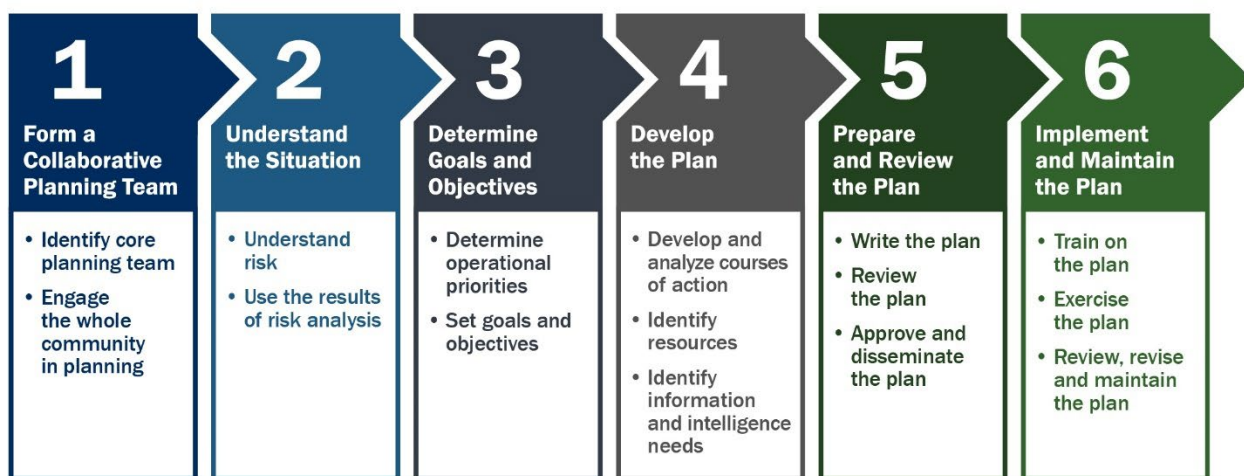 1
Form a
Collaborative
Planning Team
• Identify core
planning team
• Engage
the whole
community
in planning
2
Understand
the Situation
• Understand
risk
• Use the results
of risk analysis
3
Determine
Goals and
Objectives
• Determine
operational
priorities
• Set goals and
objectives
4
Develop
the Plan
• Develop and
analyze courses
of action
• Identify
resources
• Identify
information
and intelligence
needs
5
Prepare
and Review
the Plan
• Write the plan
• Review
the plan
• Approve and
disseminate
the plan
6
Implement
and Maintain
the Plan
• Train on
the plan
• Exercise
the plan
• Review, revise
and maintain
the plan